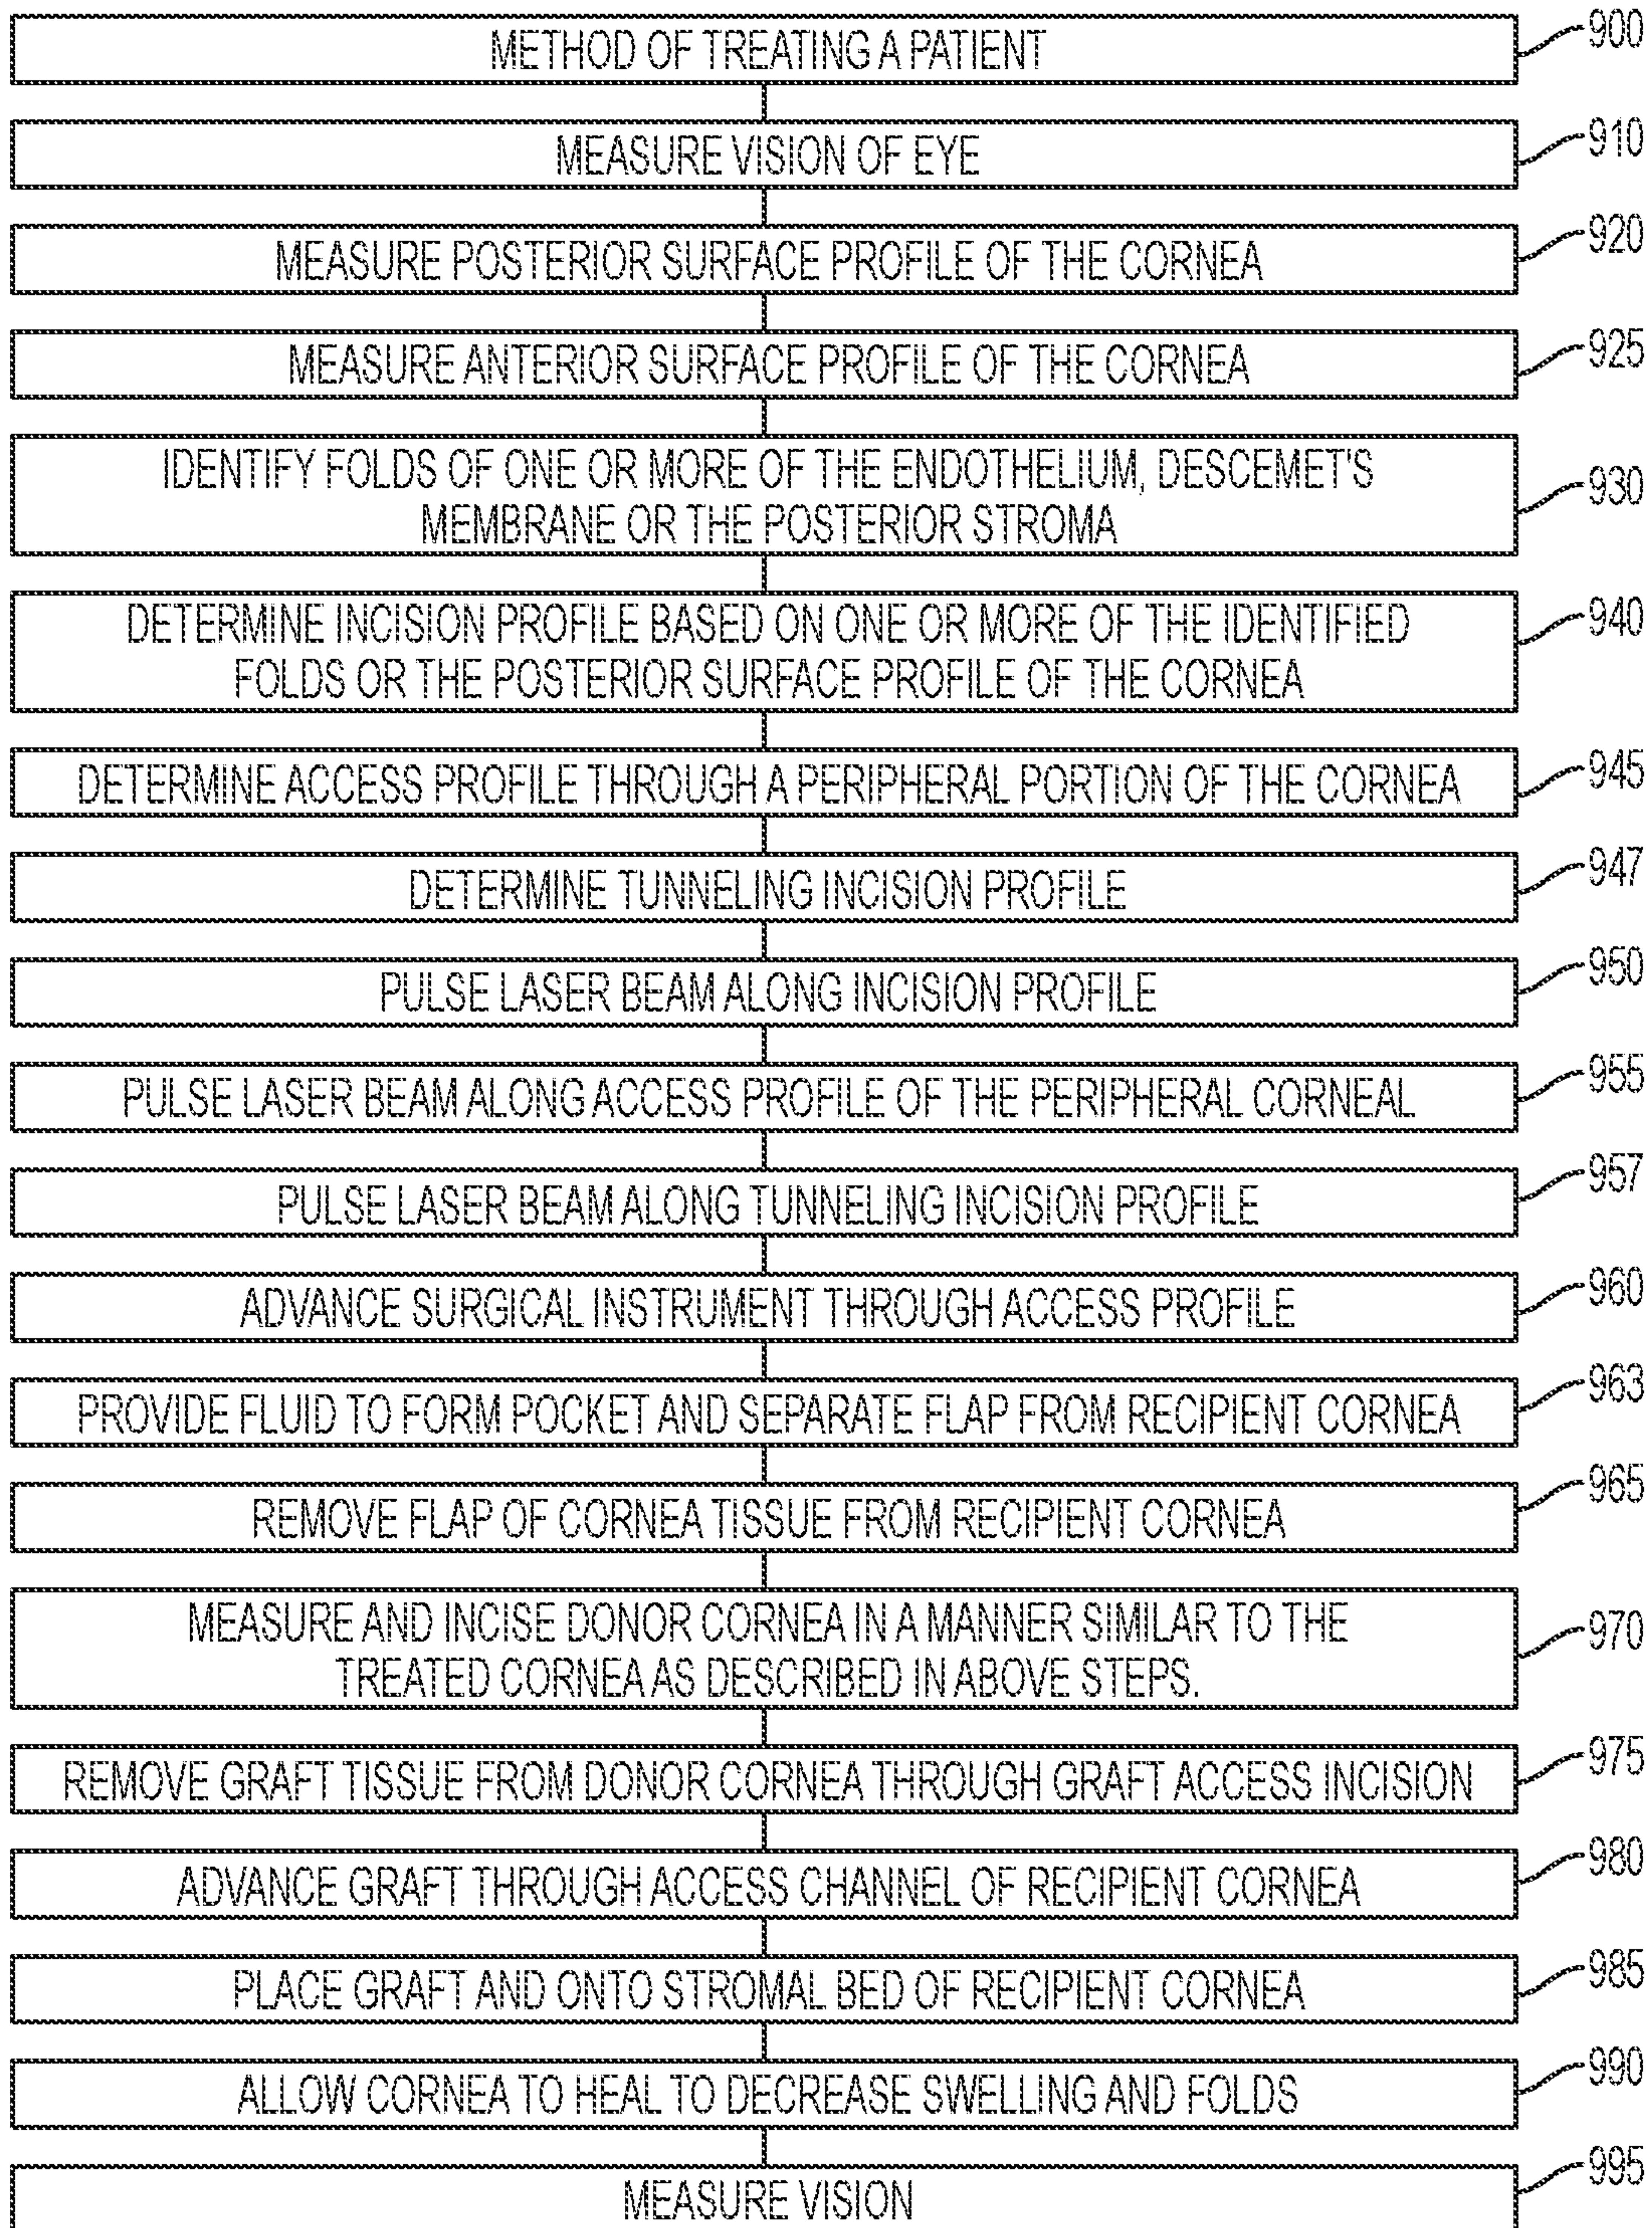 METHOD OF TREATING A PATIENT
900
MEASURE VISION OF EYE
910
MEASURE POSTERIOR SURFACE PROFILE OF THE CORNEA
920
MEASURE ANTERIOR SURFACE PROFILE OF THE CORNEA
925
IDENTIFY FOLDS OF ONE OR MORE OF THE ENDOTHELIUM, DESCEMET'S
MEMBRANE OR THE POSTERIOR STROMA
930
DETERMINE INCISION PROFILE BASED ON ONE OR MORE OF THE IDENTIFIED
FOLDS OR THE POSTERIOR SURFACE PROFILE OF THE CORNEA
940
DETERMINE ACCESS PROFILE THROUGH A PERIPHERAL PORTION OF THE CORNEA
945
DETERMINE TUNNELING INCISION PROFILE
947
PULSE LASER BEAM ALONG INCISION PROFILE
950
PULSE LASER BEAM ALONG ACCESS PROFILE OF THE PERIPHERAL CORNEAL
955
PULSE LASER BEAM ALONG TUNNELING INCISION PROFILE
957
ADVANCE SURGICAL INSTRUMENT THROUGH ACCESS PROFILE
960
PROVIDE FLUID TO FORM POCKET AND SEPARATE FLAP FROM RECIPIENT CORNEA
963
REMOVE FLAP OF CORNEA TISSUE FROM RECIPIENT CORNEA
965
MEASURE AND INCISE DONOR CORNEA IN A MANNER SIMILAR TO THE
TREATED CORNEA AS DESCRIBED IN ABOVE STEPS.
970
REMOVE GRAFT TISSUE FROM DONOR CORNEA THROUGH GRAFT ACCESS INCISION
975
ADVANCE GRAFT THROUGH ACCESS CHANNEL OF RECIPIENT CORNEA
980
PLACE GRAFT AND ONTO STROMAL BED OF RECIPIENT CORNEA
985
ALLOW CORNEA TO HEAL TO DECREASE SWELLING AND FOLDS
990
MEASURE VISION
995